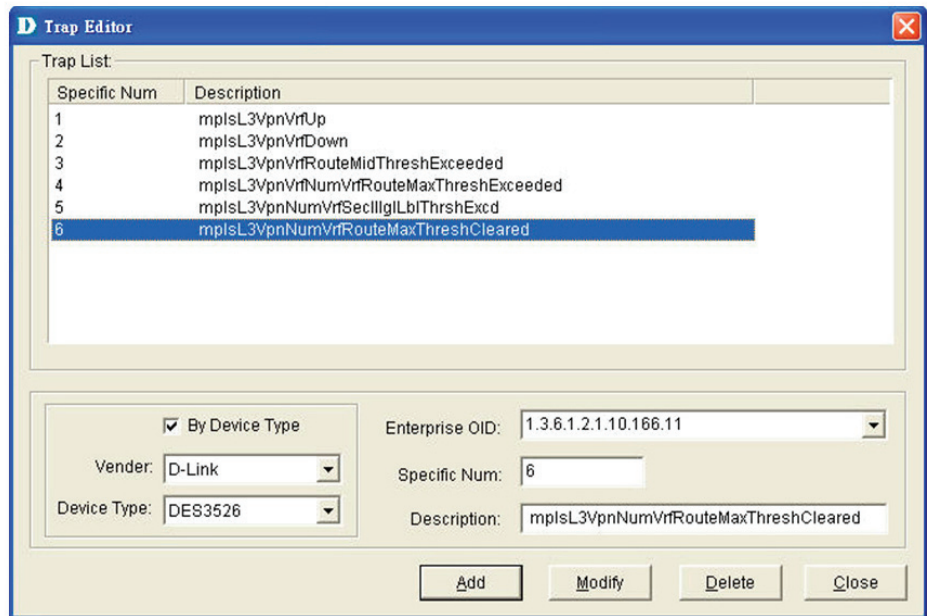 D Trap Editor
Trap List:
Specific Num Description
1 mplsL3VpnVrfUp
2 mplsL3VpnVrfDown
3 mplsL3VpnVrfRouteMidThreshExceeded
4 mplsL3VpnVrfNumVrfRouteMaxThreshExceeded
5 mplsL3VpnNumVrfSecIllglLblThrshExcd
6 mplsL3VpnNumVrfRouteMaxThreshCleared
By Device Type
Vender: D-Link
Device Type: DES3526
Enterprise OID: 1.3.6.1.2.1.10.166.11
Specific Num: 6
Description: mplsL3VpnNumVrfRouteMaxThreshCleared
Add Modify Delete Close